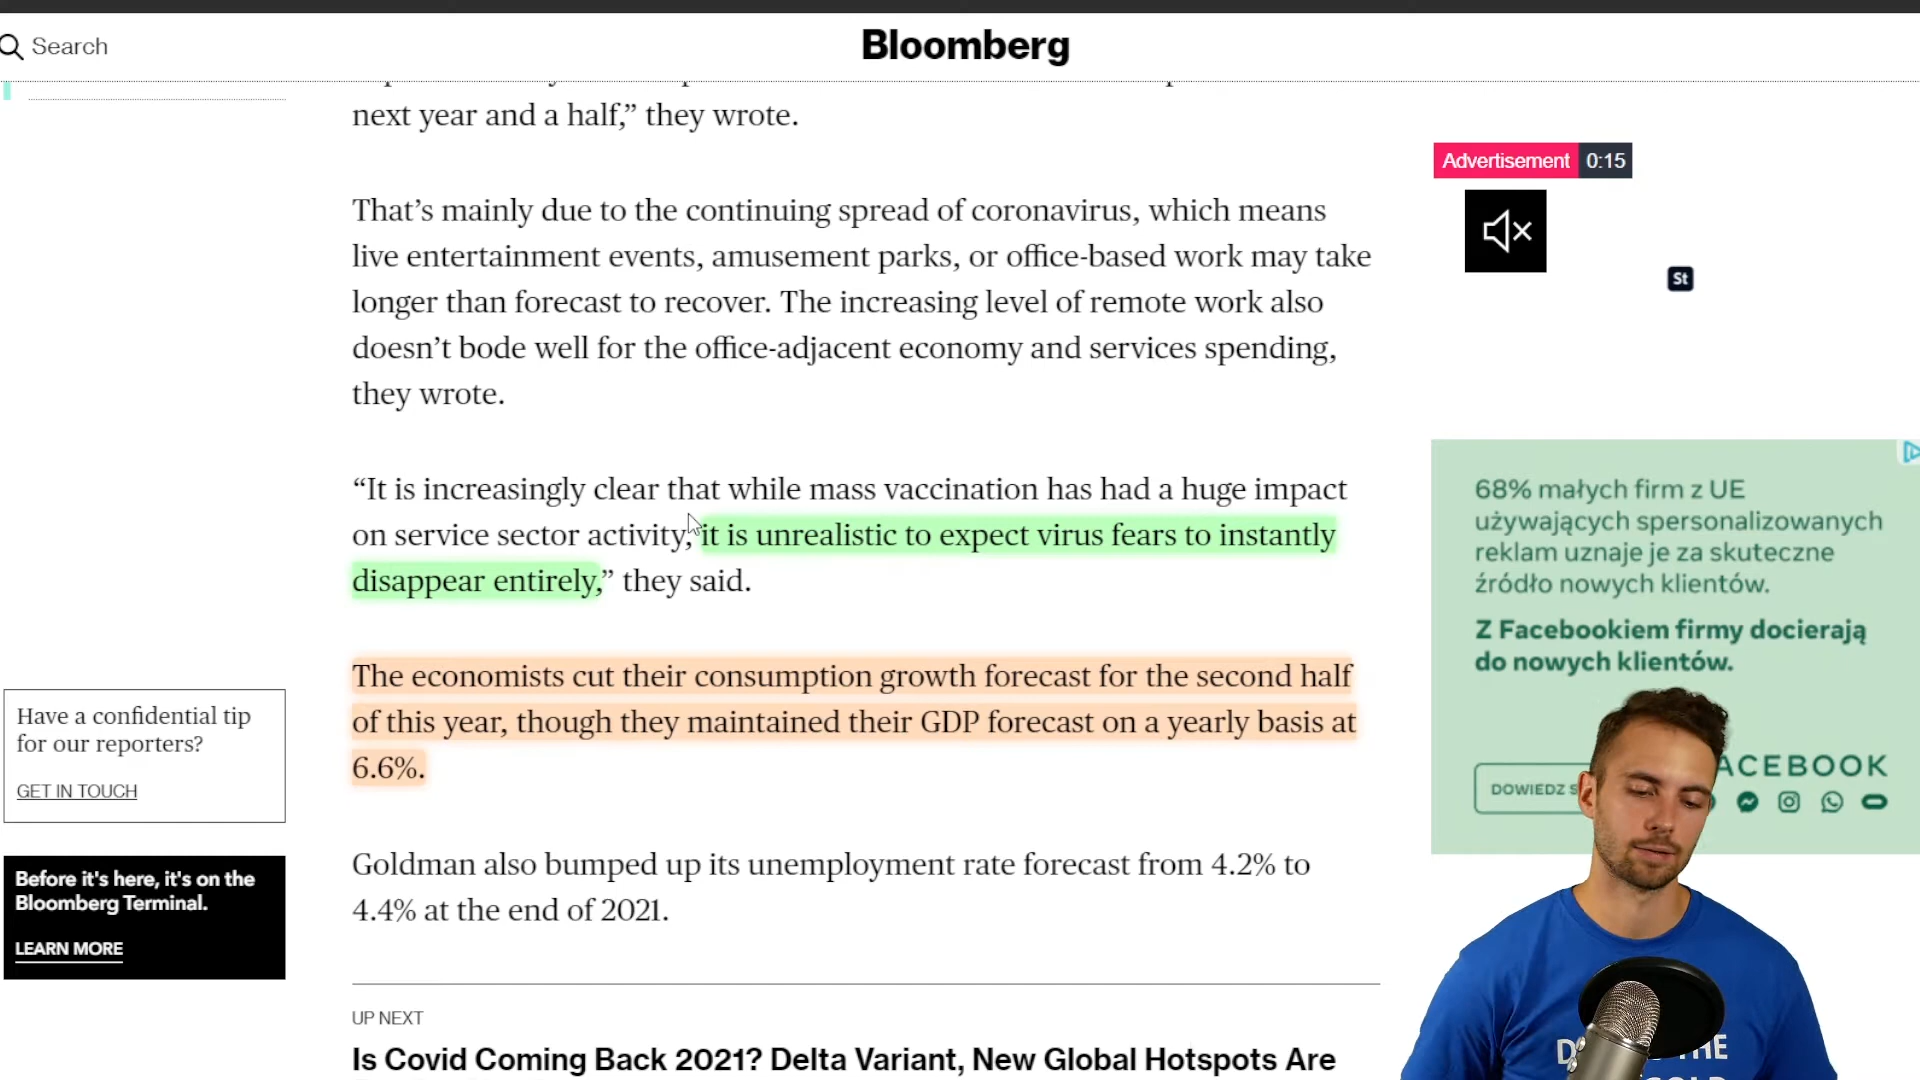 Search
Bloomberg
next year and a half,” they wrote.
Advertisement 0:15
That’s mainly due to the continuing spread of coronavirus, which means
live entertainment events, amusement parks, or office-based work may take
longer than forecast to recover. The increasing level of remote work also
doesn’t bode well for the office-adjacent economy and services spending,
they wrote.
St
“It is increasingly clear that while mass vaccination has had a huge impact
on service sector activity, it is unrealistic to expect virus fears to instantly
disappear entirely,” they said.
The economists cut their consumption growth forecast for the second half
of this year, though they maintained their GDP forecast on a yearly basis at
6.6%.
Goldman also bumped up its unemployment rate forecast from 4.2% to
4.4% at the end of 2021.
UP NEXT
Is Covid Coming Back 2021? Delta Variant, New Global Hotspots Are
Have a confidential tip
for our reporters?
GET IN TOUCH
Before it's here, it's on the
Bloomberg Terminal.
LEARN MORE
68% małych firm z UE
używających spersonalizowanych
reklam uznaje je za skuteczne
źródło nowych klientów.
Z Facebookiem firmy docierają
do nowych klientów.
DOWIEDZ S
ACEBOOK
THE